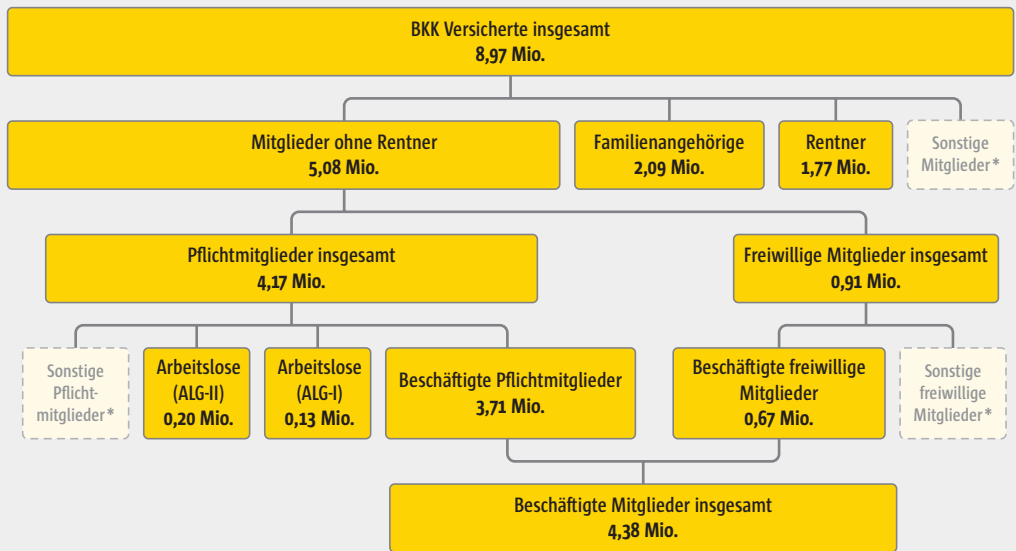 BKK Versicherte insgesamt
8,97 Mio.
Mitglieder ohne Rentner
5,08 Mio.
Familienangehörige
2,09 Mio.
Rentner
1,77 Mio.
Sonstige
Mitglieder*
Pflichtmitglieder insgesamt
4,17 Mio.
Freiwillige Mitglieder insgesamt
0,91 Mio.
Sonstige
Pflicht-
mitglieder*
Arbeitslose
(ALG-II)
0,20 Mio.
Arbeitslose
(ALG-I)
0,13 Mio.
Beschäftigte Pflichtmitglieder
3,71 Mio.
Beschäftigte freiwillige
Mitglieder
0,67 Mio.
Sonstige
freiwillige
Mitglieder*
Beschäftigte Mitglieder insgesamt
4,38 Mio.